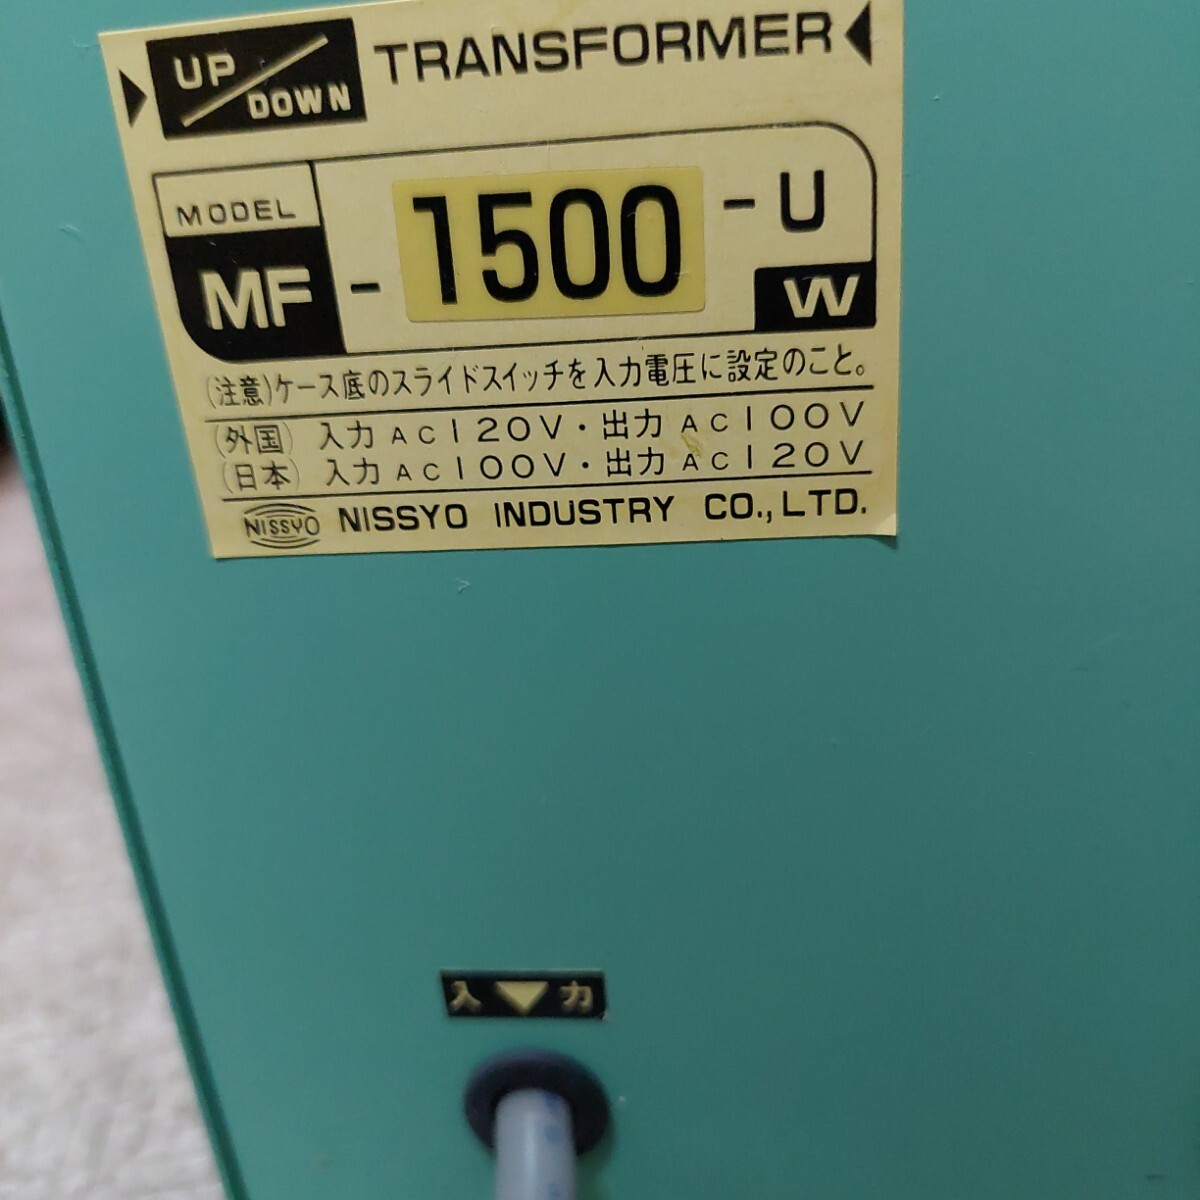 UP/DOWN TRANSFORMER
MODEL
MF-1500-U
W
(注意)ケース底のスライドスイッチを入力電圧に設定のこと。
(外国) 入力 AC120V・出力 AC100V
(日本) 入力 AC100V・出力 AC120V
NISSYO NISSYO INDUSTRY CO.,LTD.
入▼力